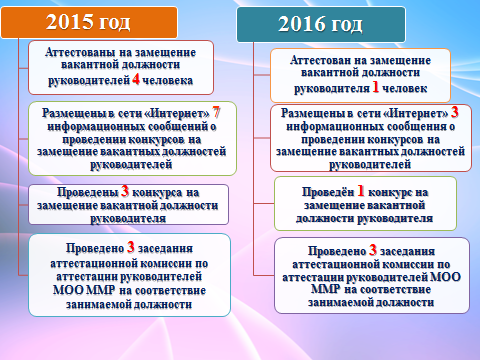 2015 год
Аттестованы на замещение
вакантной должности
руководителей 4 человека
Размещены в сети «Интернет» 7
информационных сообщений о
проведении конкурсов на
замещение вакантных должностей
руководителей
Проведены 3 конкурса на
замещение вакантной должности
руководителя
Проведено 3 заседания
аттестационной комиссии по
аттестации руководителей
МОО ММР на соответствие
занимаемой должности
2016 год
Аттестован на замещение
вакантной должности
руководителя 1 человек
Размещены в сети «Интернет» 3
информационных сообщения о
проведении конкурсов на
замещение вакантных должностей
руководителей
Проведён 1 конкурс на
замещение вакантной
должности руководителя
Проведено 3 заседания
аттестационной комиссии по
аттестации руководителей МОО
ММР на соответствие
занимаемой должности